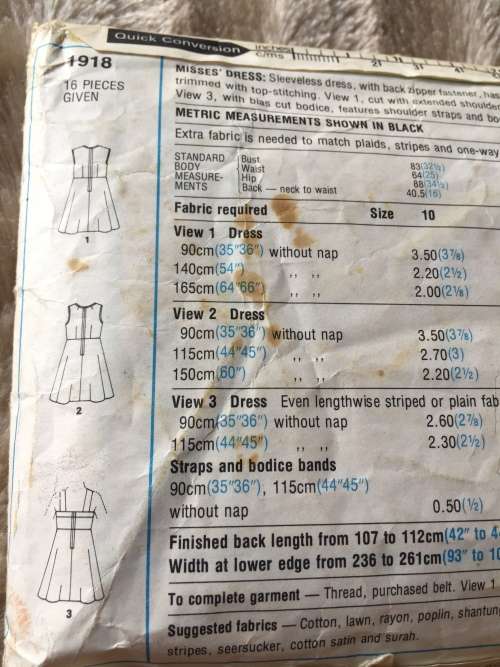 Quick Conversion inches
c/ms
1918
16 PIECES
GIVEN
MISSES' DRESS: Sleeveless dress, with back zipper fastener, has
trimmed with top-stitching. View 1, cut with extended shoulde
View 3, with bias cut bodice, features shoulder straps and bo
METRIC MEASUREMENTS SHOWN IN BLACK
Extra fabric is needed to match plaids, stripes and one-way
STANDARD BODY MEASURE- MENTS
Bust 83(32½)
Waist 64(25)
Hip 88(34½)
Back — neck to waist 40.5(16)
Fabric required Size 10
View 1 Dress
90cm(35"36") without nap 3.50(3⅞)
140cm(54") ,, ,, 2.20(2½)
165cm(64"66") ,, ,, 2.00(2⅛)
View 2 Dress
90cm(35"36") without nap 3.50(3⅞)
115cm(44"45") ,, ,, 2.70(3)
150cm(60") ,, ,, 2.20(2½)
View 3 Dress Even lengthwise striped or plain fab
90cm(35"36") without nap 2.60(2⅞)
115cm(44"45") ,, ,, 2.30(2½)
Straps and bodice bands
90cm(35"36"), 115cm(44"45")
without nap 0.50(½)
Finished back length from 107 to 112cm(42" to 4
Width at lower edge from 236 to 261cm(93" to 10
To complete garment — Thread, purchased belt. View 1
Suggested fabrics — Cotton, lawn, rayon, poplin, shantun
stripes, seersucker, cotton satin and surah.
1
2
3